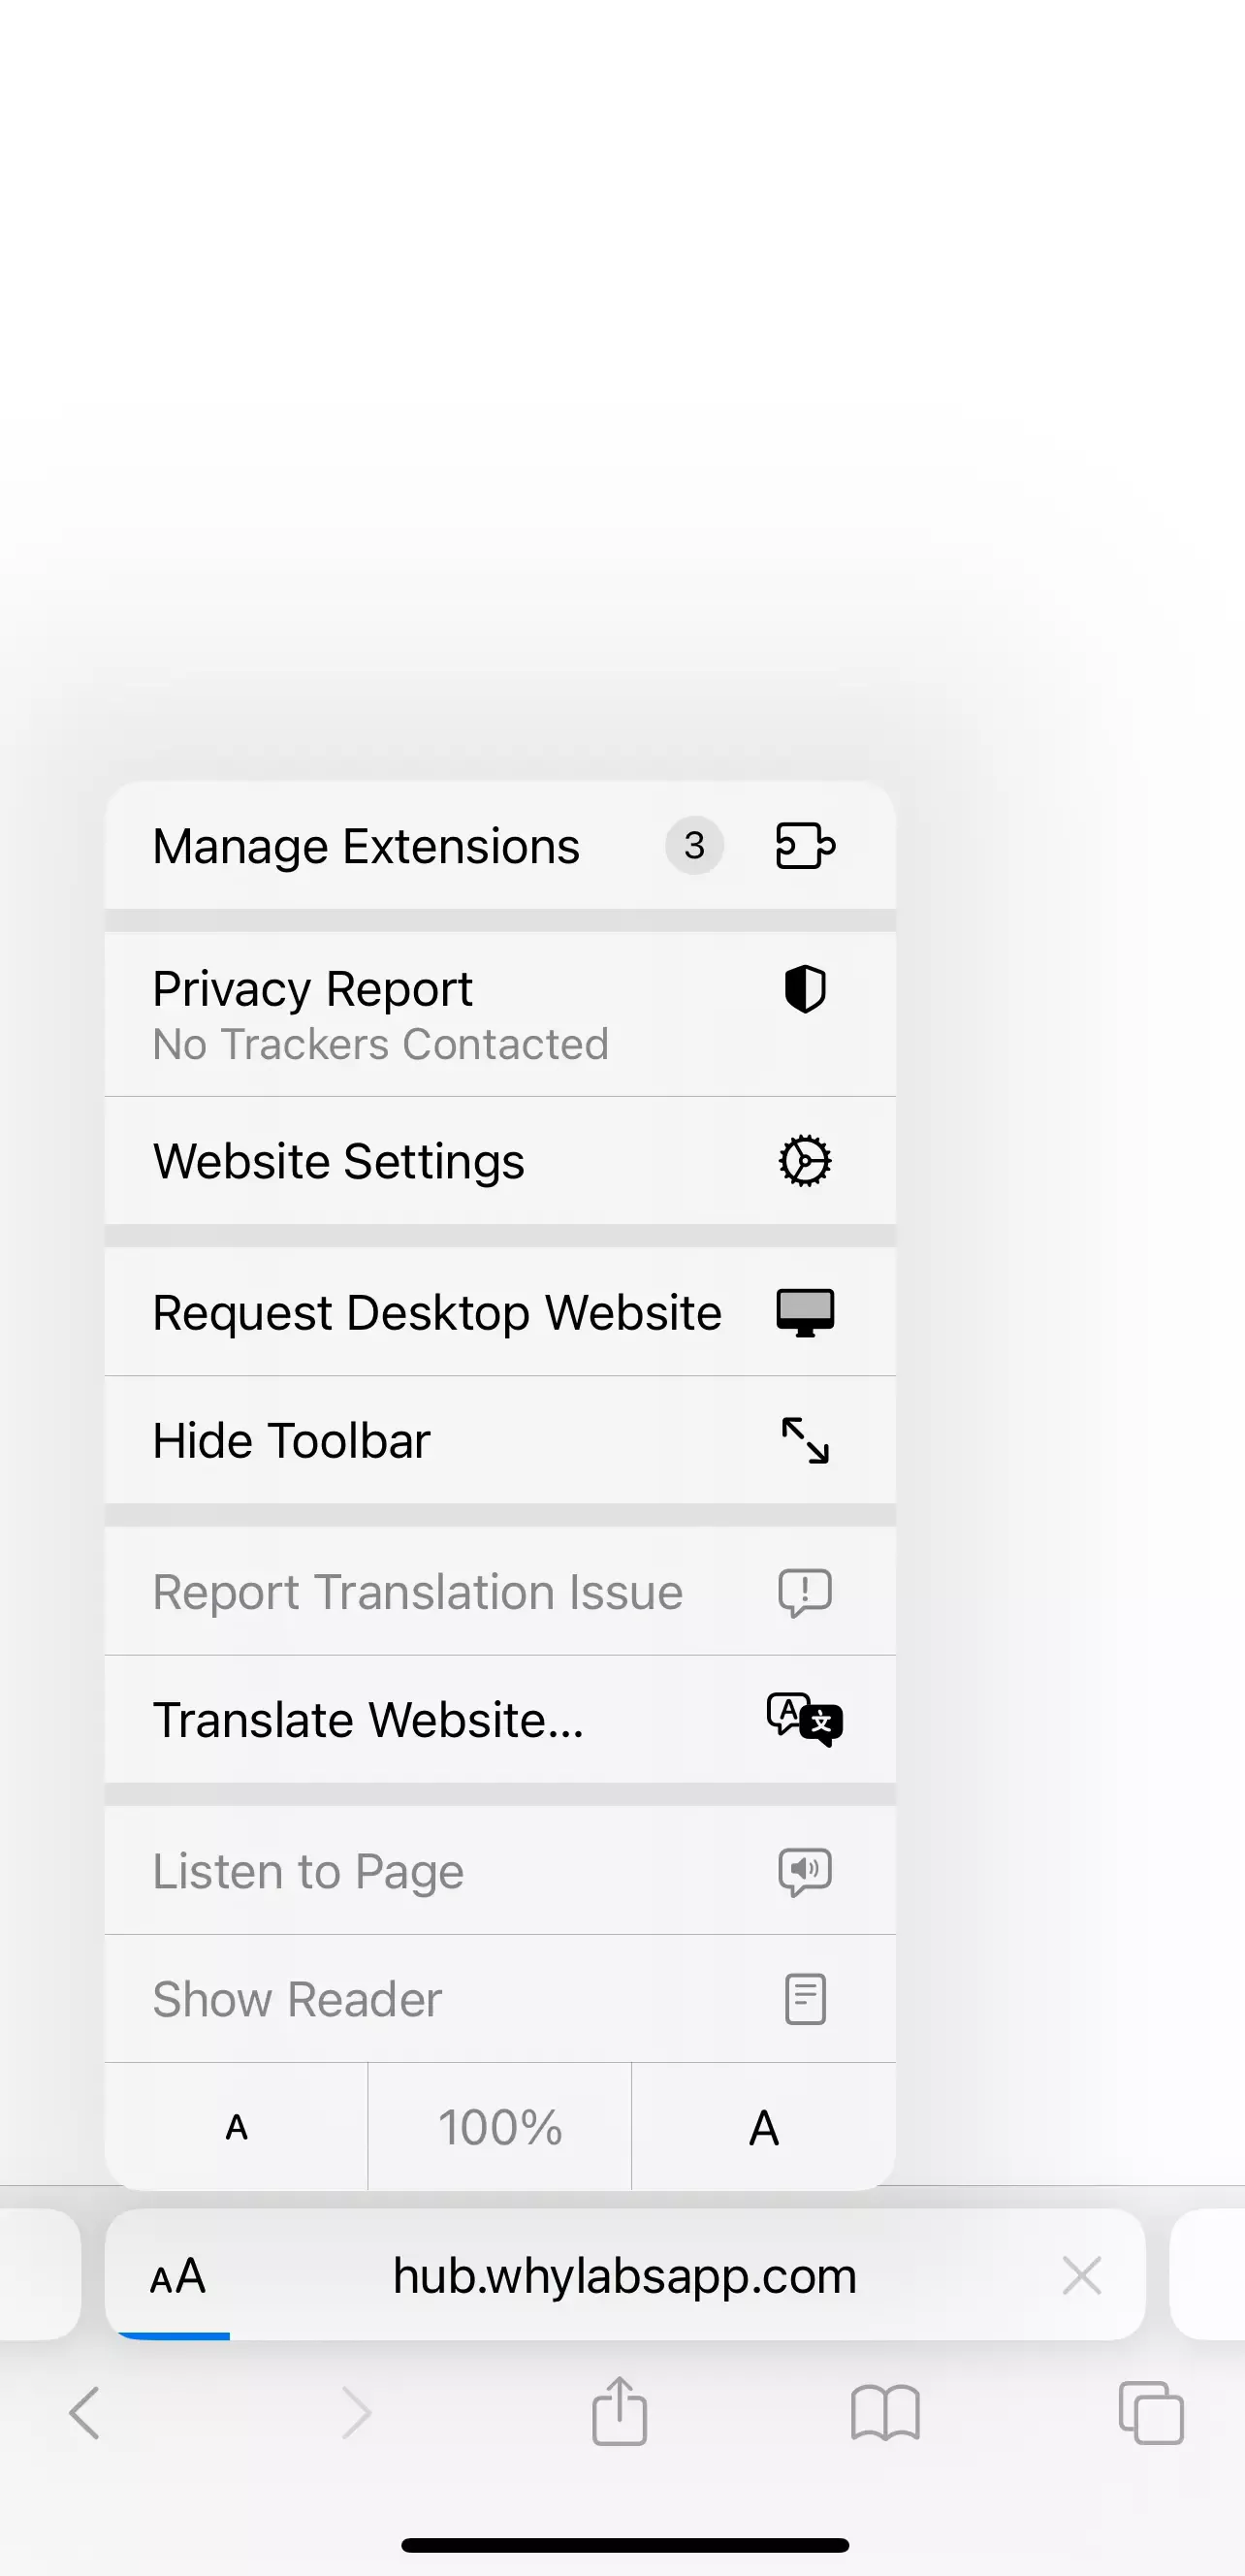 Manage Extensions 3
Privacy Report
No Trackers Contacted
Website Settings
Request Desktop Website
Hide Toolbar
Report Translation Issue
Translate Website...
A 文
Listen to Page
Show Reader
A 100% A
AA hub.whylabsapp.com